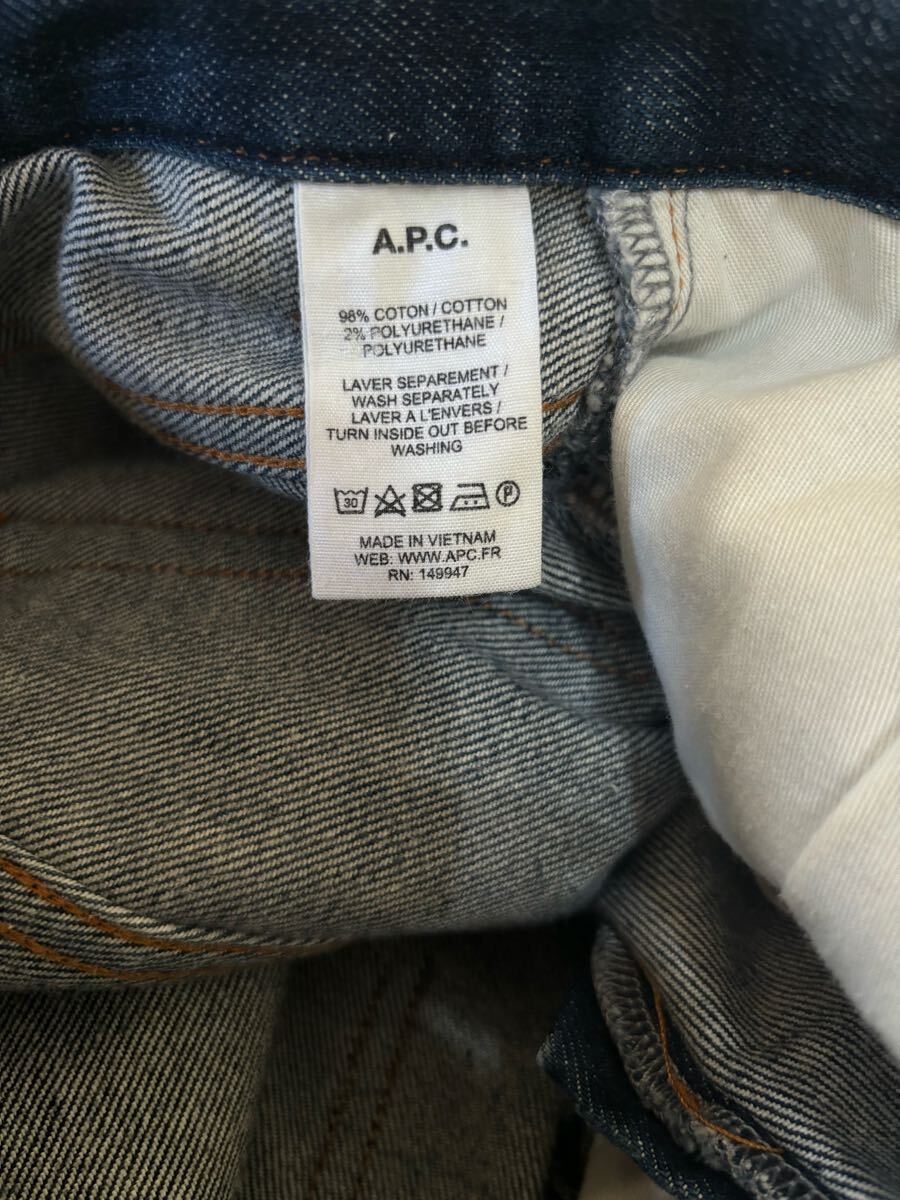 A.P.C.
98% COTON / COTTON
2% POLYURETHANE /
POLYURETHANE
LAVER SEPAREMENT /
WASH SEPARATELY
LAVER A L'ENVERS /
TURN INSIDE OUT BEFORE
WASHING
30 P
MADE IN VIETNAM
WEB: WWW.APC.FR
RN: 149947